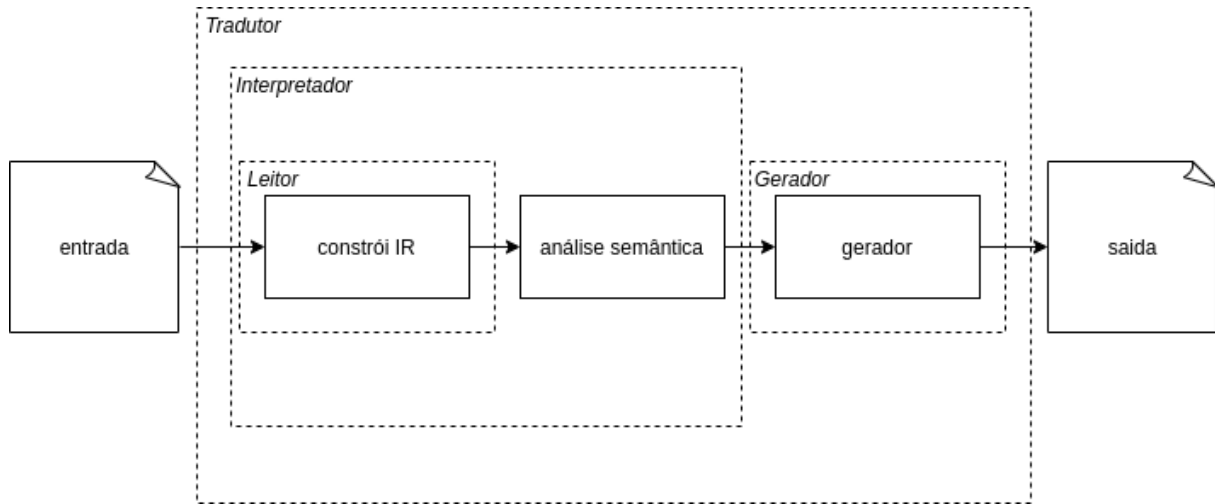 Tradutor
Interpretador
Leitor
Gerador
entrada
constrói IR
análise semântica
gerador
saida